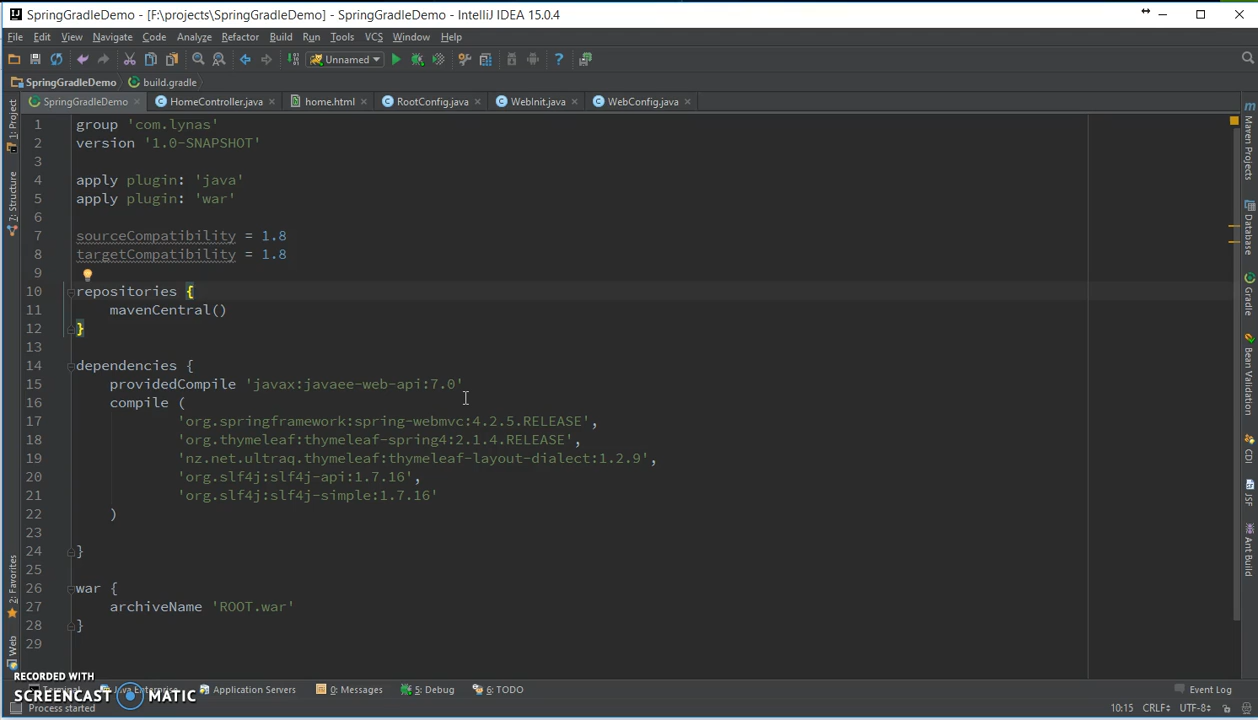 SpringGradleDemo - [F:\projects\SpringGradleDemo] - SpringGradleDemo - IntelliJ IDEA 15.0.4
File Edit View Navigate Code Analyze Refactor Build Run Tools VCS Window Help
Unnamed
SpringGradleDemo build.gradle
SpringGradleDemo HomeController.java home.html RootConfig.java WebInit.java WebConfig.java
1 group 'com.lynas'
2 version '1.0-SNAPSHOT'
3
4 apply plugin: 'java'
5 apply plugin: 'war'
6
7 sourceCompatibility = 1.8
8 targetCompatibility = 1.8
9
10 repositories {
11 mavenCentral()
12 }
13
14 dependencies {
15 providedCompile 'javax:javaee-web-api:7.0'
16 compile (
17 'org.springframework:spring-webmvc:4.2.5.RELEASE',
18 'org.thymeleaf:thymeleaf-spring4:2.1.4.RELEASE',
19 'nz.net.ultraq.thymeleaf:thymeleaf-layout-dialect:1.2.9',
20 'org.slf4j:slf4j-api:1.7.16',
21 'org.slf4j:slf4j-simple:1.7.16'
22 )
23
24 }
25
26 war {
27 archiveName 'ROOT.war'
28 }
29
1: Project
7: Structure
2: Favorites
Web
Maven Projects
Database
Gradle
Bean Validation
CDI
JSF
Ant Build
RECORDED WITH
SCREENCAST MATIC
Terminal Java Enterprise Application Servers 0: Messages 5: Debug 6: TODO Event Log
Process started 10:15 CRLF UTF-8